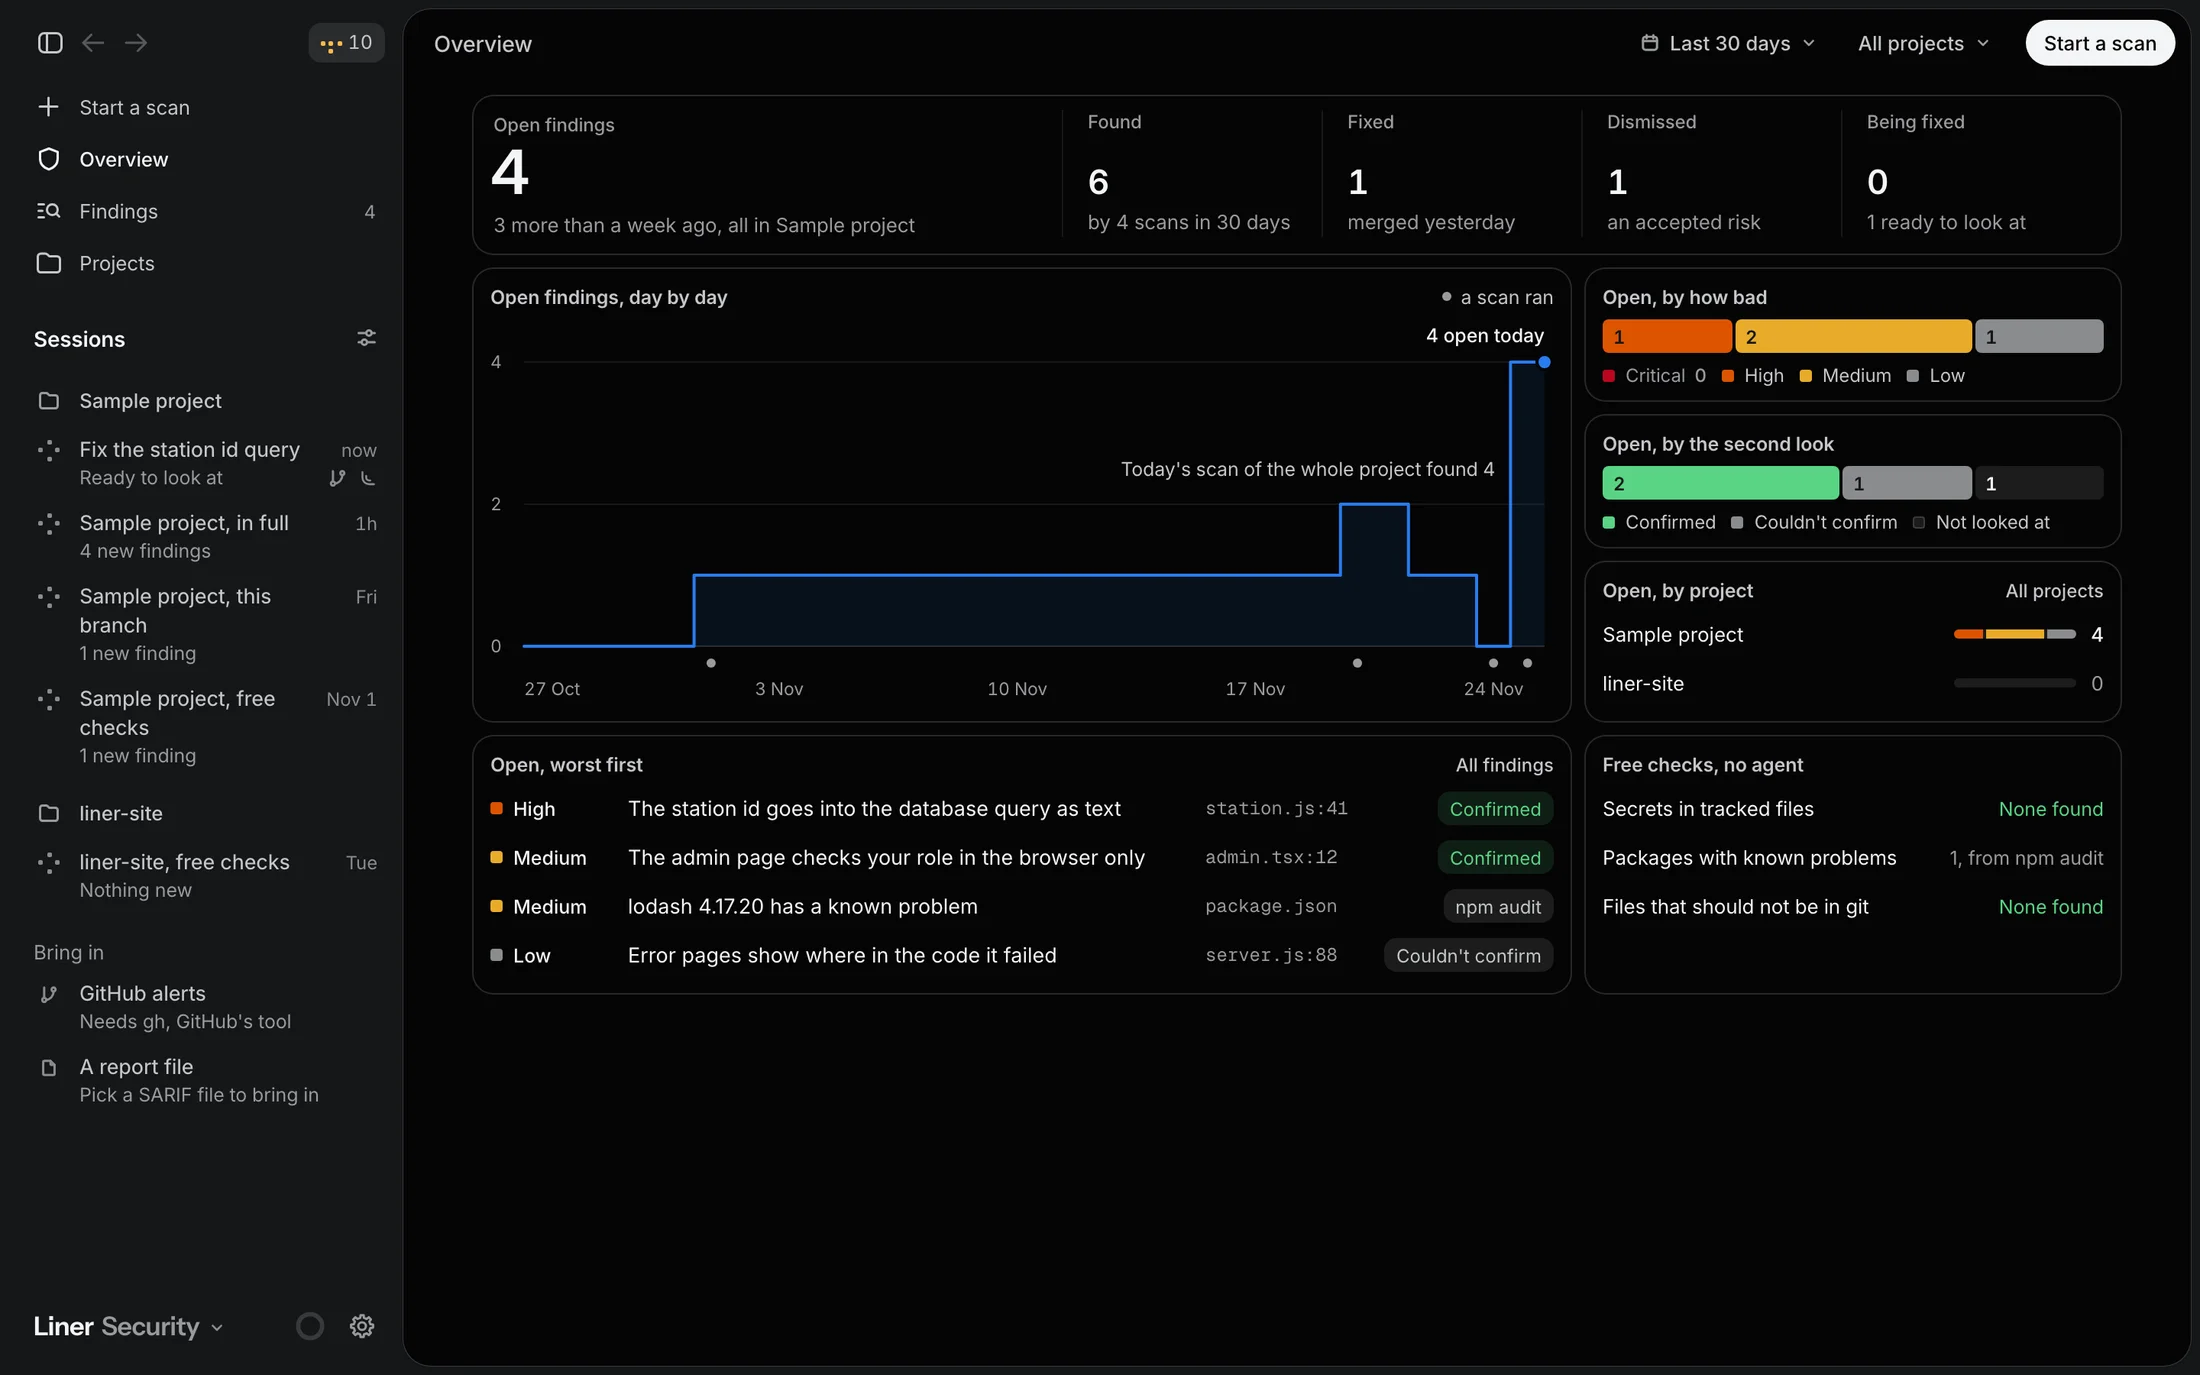 10
Start a scan
Overview
Findings 4
Projects
Sessions
Sample project
Fix the station id query now
Ready to look at
Sample project, in full 1h
4 new findings
Sample project, this Fri
branch
1 new finding
Sample project, free Nov 1
checks
1 new finding
liner-site
liner-site, free checks Tue
Nothing new
Bring in
GitHub alerts
Needs gh, GitHub's tool
A report file
Pick a SARIF file to bring in
Liner Security
Overview
Last 30 days
All projects
Start a scan
Open findings
4
3 more than a week ago, all in Sample project
Found
6
by 4 scans in 30 days
Fixed
1
merged yesterday
Dismissed
1
an accepted risk
Being fixed
0
1 ready to look at
Open findings, day by day
a scan ran
4 open today
4
Today's scan of the whole project found 4
2
0
27 Oct 3 Nov 10 Nov 17 Nov 24 Nov
Open, by how bad
1 2 1
Critical 0 High Medium Low
Open, by the second look
2 1 1
Confirmed Couldn't confirm Not looked at
Open, by project All projects
Sample project 4
liner-site 0
Open, worst first All findings
High The station id goes into the database query as text station.js:41 Confirmed
Medium The admin page checks your role in the browser only admin.tsx:12 Confirmed
Medium lodash 4.17.20 has a known problem package.json npm audit
Low Error pages show where in the code it failed server.js:88 Couldn't confirm
Free checks, no agent
Secrets in tracked files None found
Packages with known problems 1, from npm audit
Files that should not be in git None found